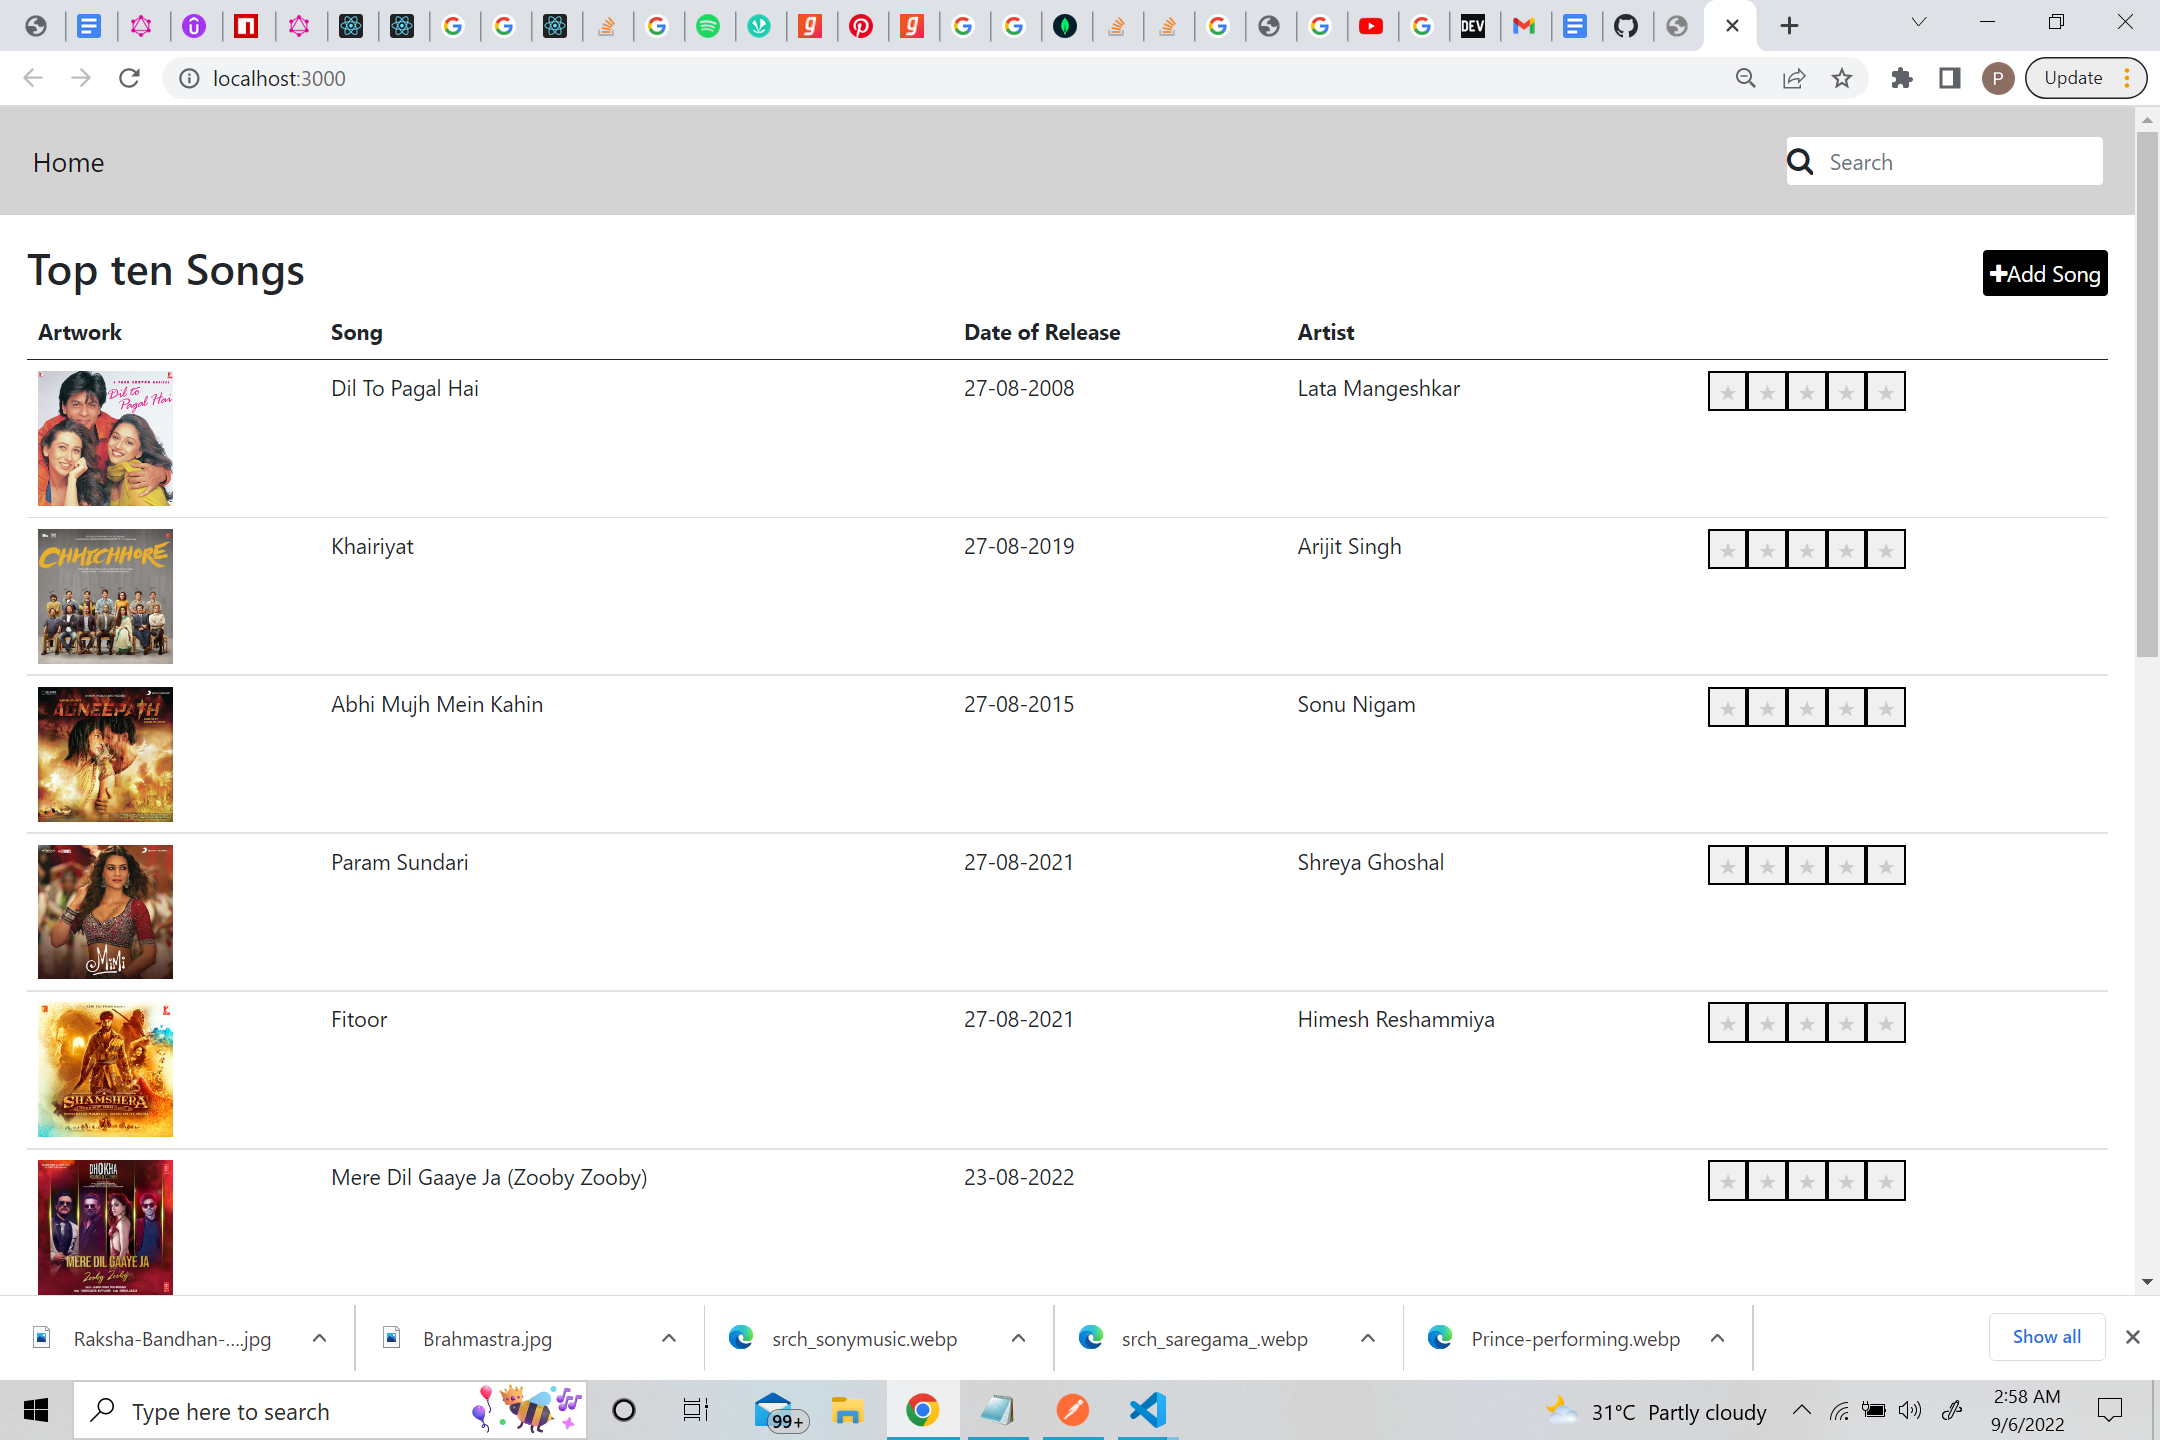 DEV
localhost:3000
P
Update
Home
Search
Top ten Songs
Add Song
Artwork Song Date of Release Artist
Dil To Pagal Hai
Dil To Pagal Hai 27-08-2008 Lata Mangeshkar
CHHICHHORE
Khairiyat 27-08-2019 Arijit Singh
AGNEEPATH
Abhi Mujh Mein Kahin 27-08-2015 Sonu Nigam
Mimi
Param Sundari 27-08-2021 Shreya Ghoshal
SHAMSHERA
Fitoor 27-08-2021 Himesh Reshammiya
DHOKHA
MERE DIL GAAYE JA
Zooby Zooby
Mere Dil Gaaye Ja (Zooby Zooby) 23-08-2022
Raksha-Bandhan-....jpg Brahmastra.jpg srch_sonymusic.webp srch_saregama_.webp Prince-performing.webp Show all
Type here to search
99+
31°C Partly cloudy
2:58 AM
9/6/2022